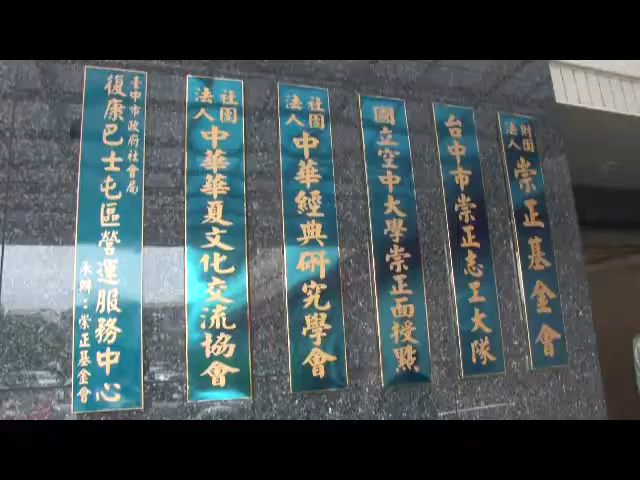 財團法人 崇正基金會
台中市崇正志工大隊
國立空中大學崇正面授點
社團法人 中華經典研究學會
社團法人 中華華夏文化交流協會
臺中市政府社會局
復康巴士屯區營運服務中心
承辦：崇正基金會